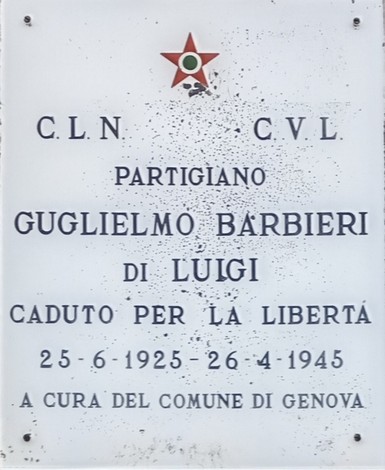 C. L. N. C. V. L.
PARTIGIANO
GUGLIELMO BARBIERI
DI LUIGI
CADUTO PER LA LIBERTÀ
25-6-1925-26-4-1945
A CURA DEL COMUNE DI GENOVA